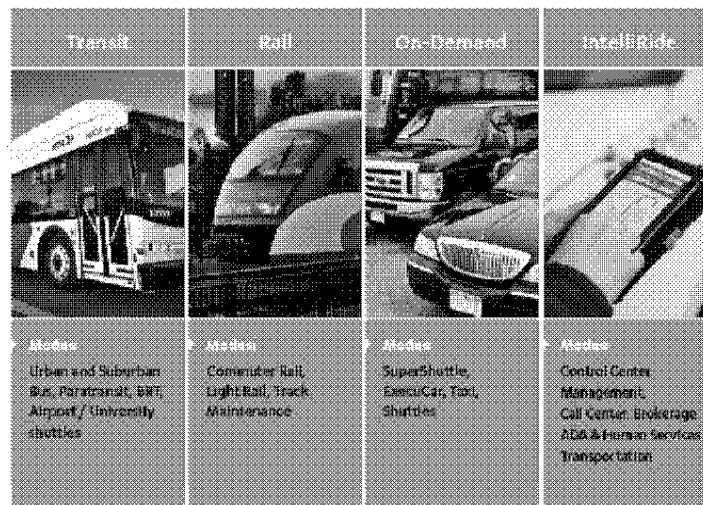 Transit
Rail
On-Demand
IntelliRide
Modes
Urban and Suburban
Bus, Paratransit, BRT,
Airport / University
shuttles
Modes
Commuter Rail,
Light Rail, Track
Maintenance
Modes
SuperShuttle,
ExecuCar, Taxi,
Shuttles
Modes
Control Center
Management,
Call Center, Brokerage
ADA & Human Services
Transportation